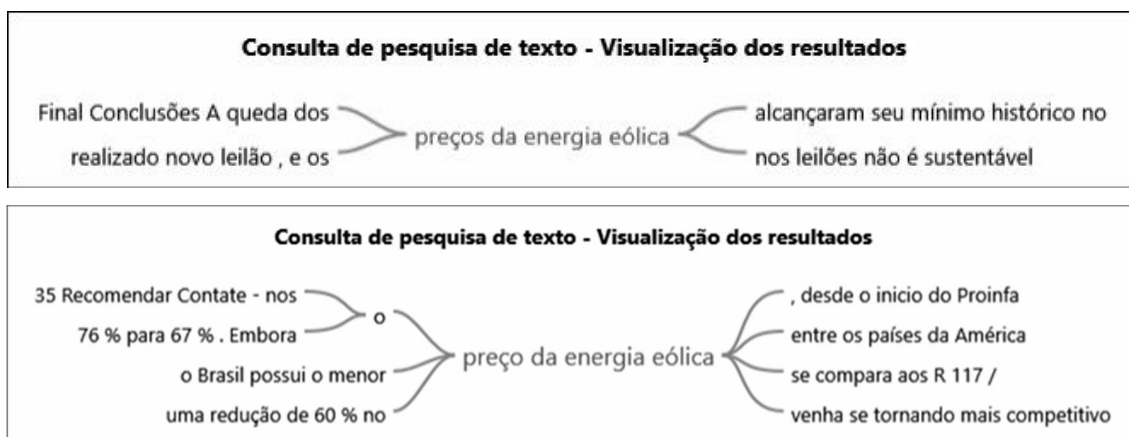 Consulta de pesquisa de texto - Visualização dos resultados
Final Conclusões A queda dos
realizado novo leilão , e os
preços da energia eólica
alcançaram seu mínimo histórico no
nos leilões não é sustentável
Consulta de pesquisa de texto - Visualização dos resultados
35 Recomendar Contate - nos
76 % para 67 % . Embora
o
o Brasil possui o menor
uma redução de 60 % no
preço da energia eólica
, desde o inicio do Proinfa
entre os países da América
se compara aos R 117 /
venha se tornando mais competitivo